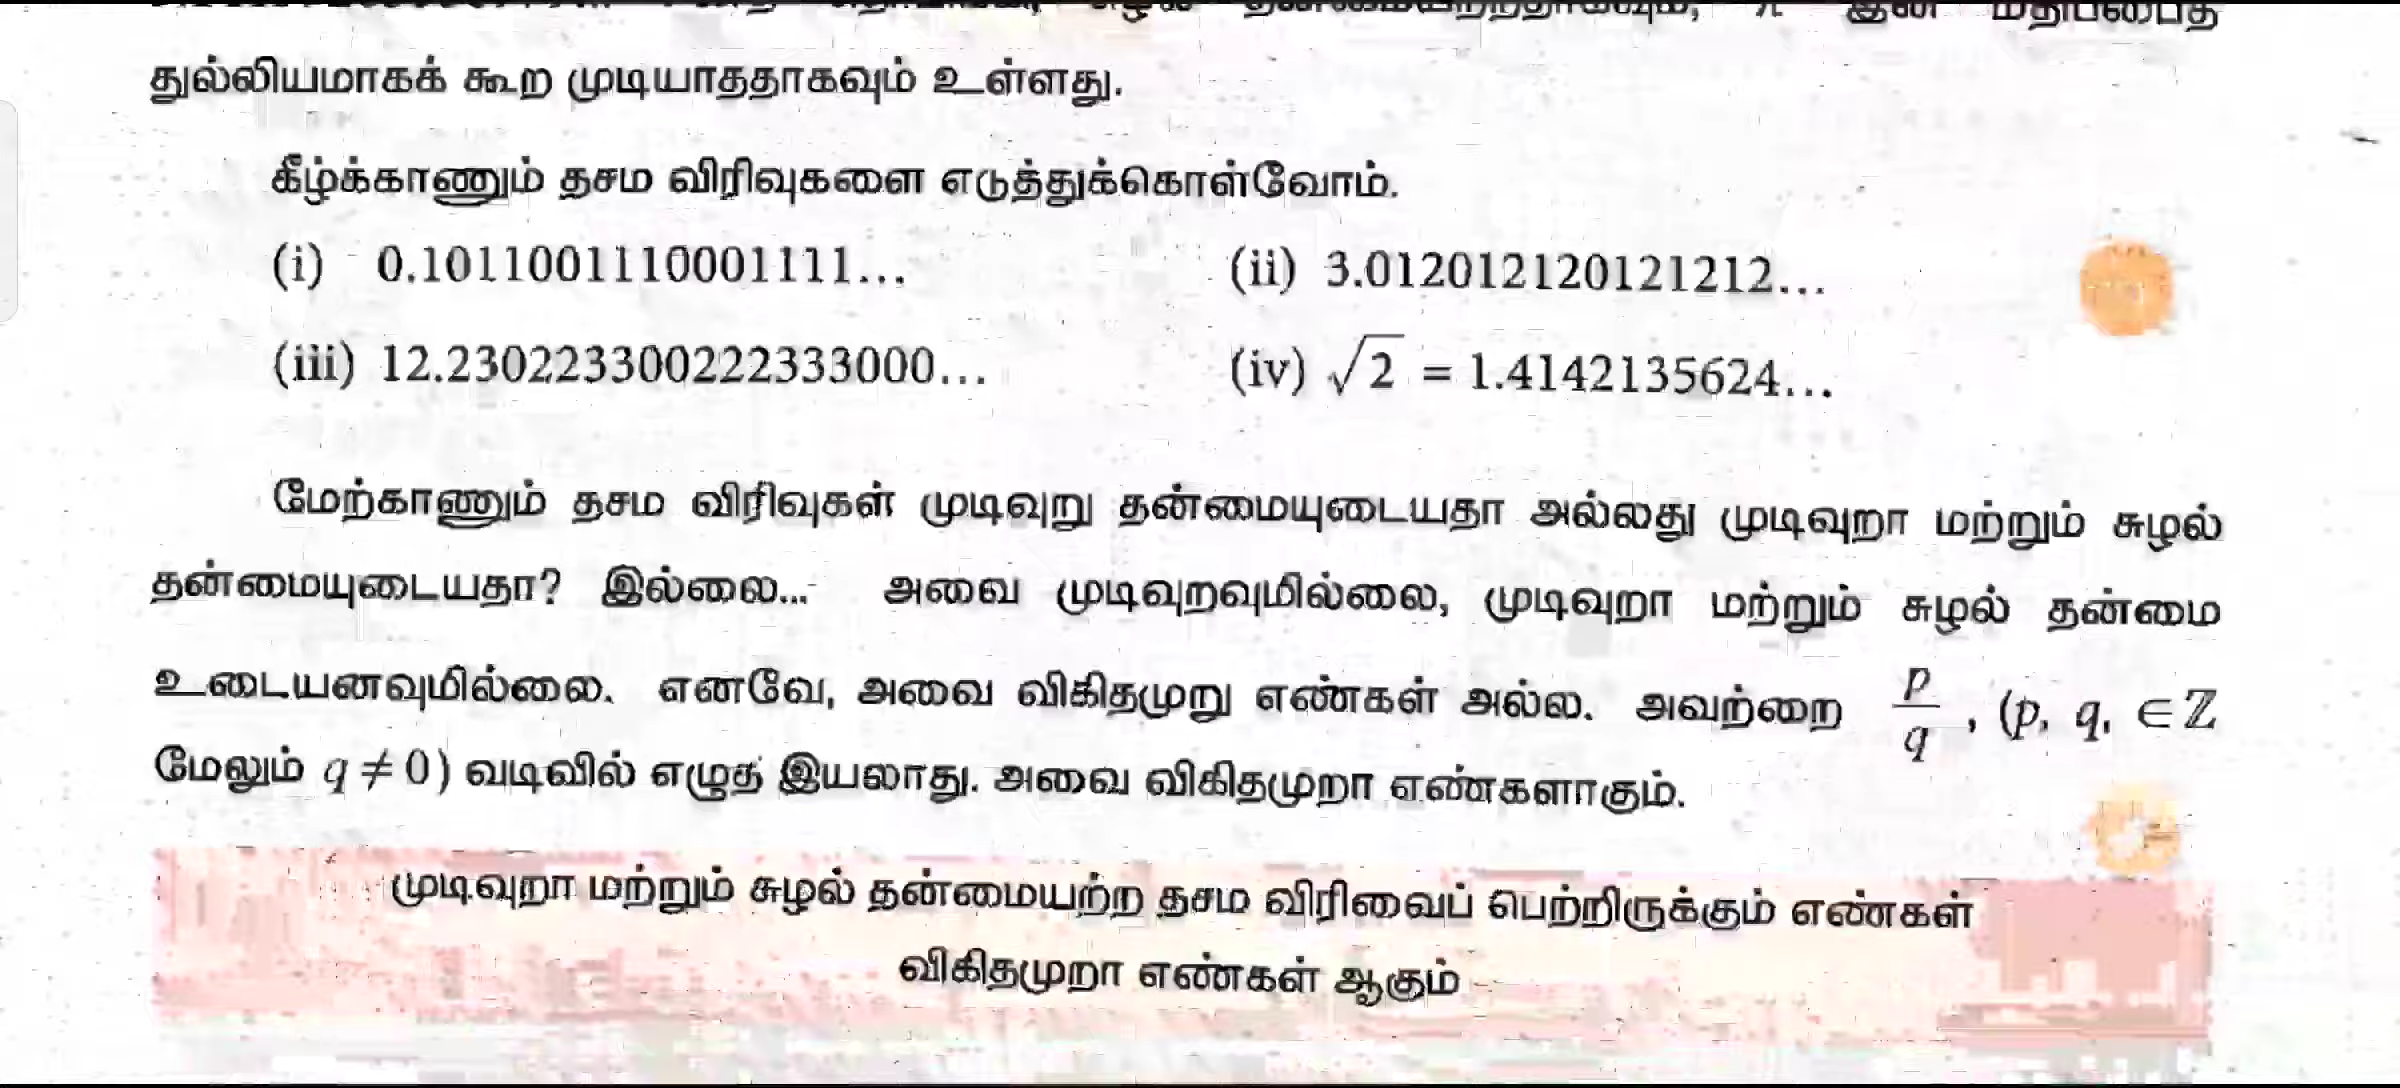 இன் மதிப்பைத்
துல்லியமாகக் கூற முடியாததாகவும் உள்ளது.
கீழ்க்காணும் தசம விரிவுகளை எடுத்துக்கொள்வோம்.
(i) 0.1011001110001111... (ii) 3.012012120121212...
(iii) 12.230223300222333000... (iv) √2 = 1.4142135624...
மேற்காணும் தசம விரிவுகள் முடிவுறு தன்மையுடையதா அல்லது முடிவுறா மற்றும் சுழல்
தன்மையுடையதா? இல்லை... அவை முடிவுறவுமில்லை, முடிவுறா மற்றும் சுழல் தன்மை
உடையனவுமில்லை. எனவே, அவை விகிதமுறு எண்கள் அல்ல. அவற்றை p/q, (p, q, ∈ ℤ
மேலும் q ≠ 0) வடிவில் எழுத இயலாது. அவை விகிதமுறா எண்களாகும்.
முடிவுறா மற்றும் சுழல் தன்மையற்ற தசம விரிவைப் பெற்றிருக்கும் எண்கள்
விகிதமுறா எண்கள் ஆகும்